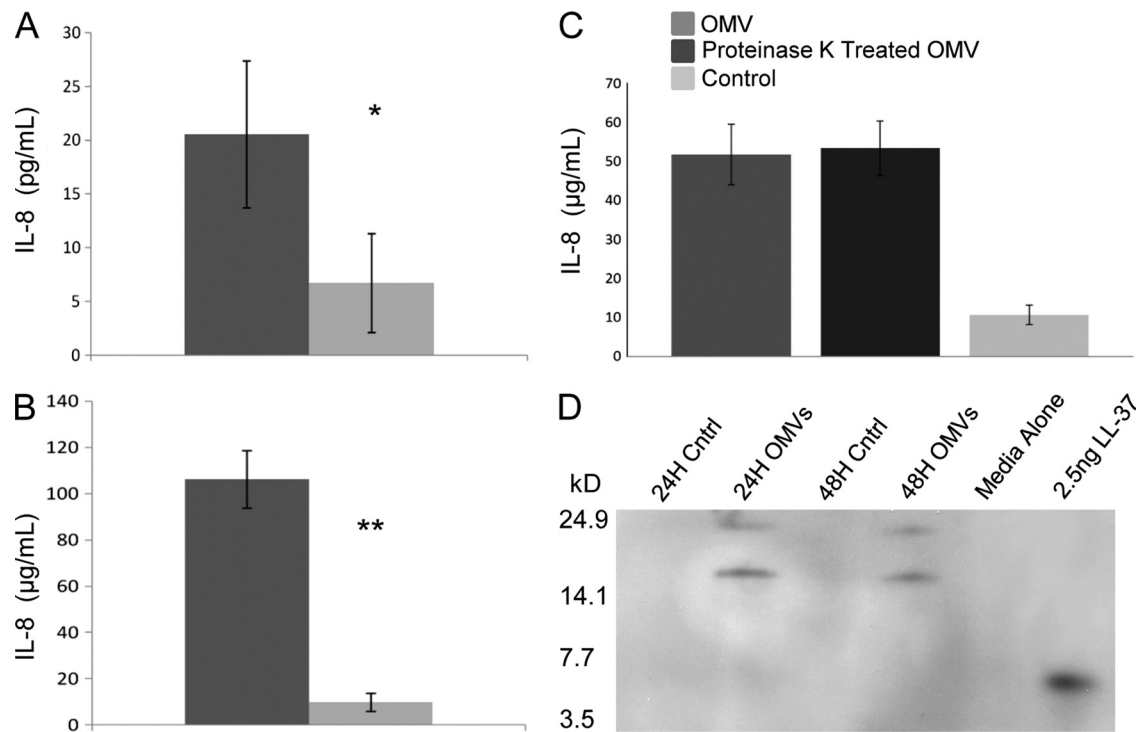 A
30
25
20
15
10
5
0
IL-8 (pg/mL)
*
B
140
120
100
80
60
40
20
0
IL-8 (µg/mL)
**
C
OMV
Proteinase K Treated OMV
Control
70
60
50
40
30
20
10
0
IL-8 (µg/mL)
D
24H Cntrl
24H OMVs
48H Cntrl
48H OMVs
Media Alone
2.5ng LL-37
kD
24.9
14.1
7.7
3.5